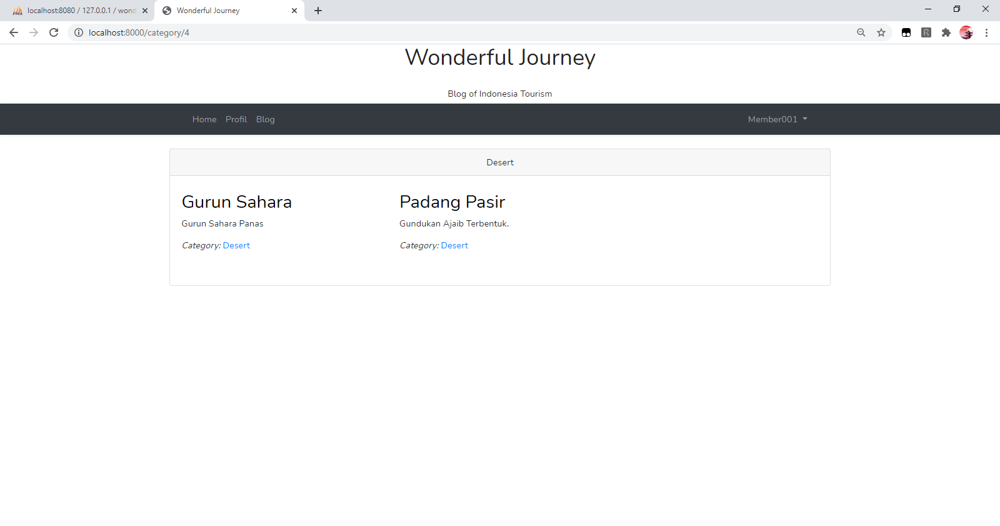 localhost:8080 / 127.0.0.1 / wond
Wonderful Journey
localhost:8000/category/4
Wonderful Journey
Blog of Indonesia Tourism
Home Profil Blog Member001
Desert
Gurun Sahara
Gurun Sahara Panas
Category: Desert
Padang Pasir
Gundukan Ajaib Terbentuk.
Category: Desert